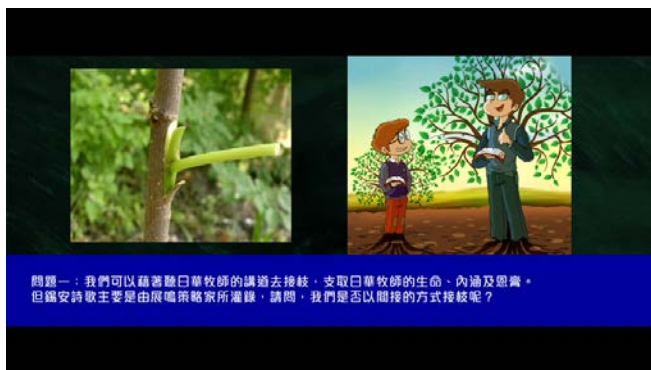 問題一：我們可以藉著聽日華牧師的講道去接枝，支取日華牧師的生命、內涵及恩膏。
但錫安詩歌主要是由展鳴策略家所灌錄，請問，我們是否以間接的方式接枝呢？